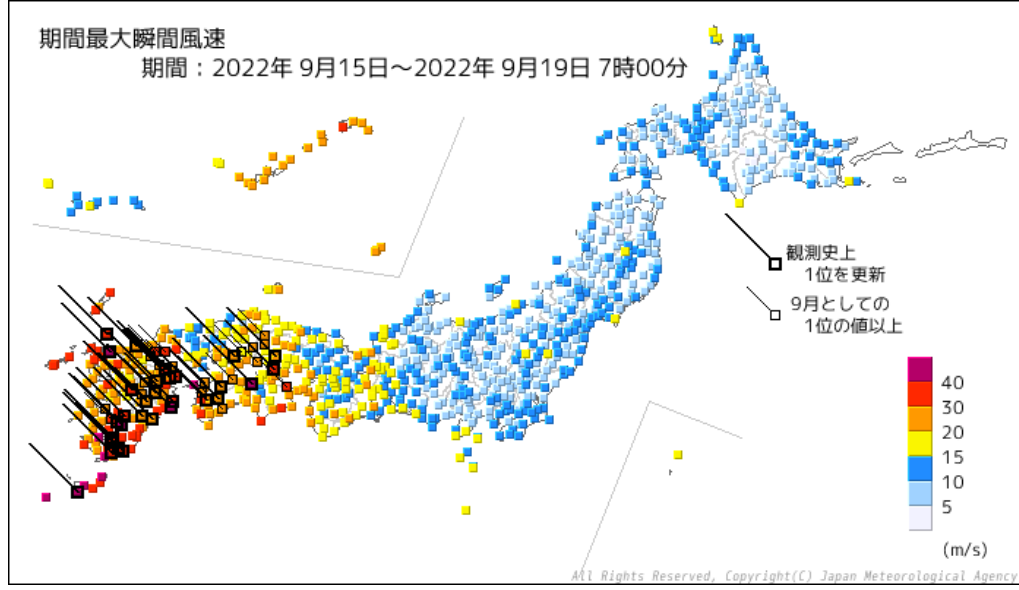 期間最大瞬間風速
期間：2022年 9月15日～2022年 9月19日 7時00分
観測史上
1位を更新
9月としての
1位の値以上
40
30
20
15
10
5
(m/s)
All Rights Reserved, Copyright(C) Japan Meteorological Agency